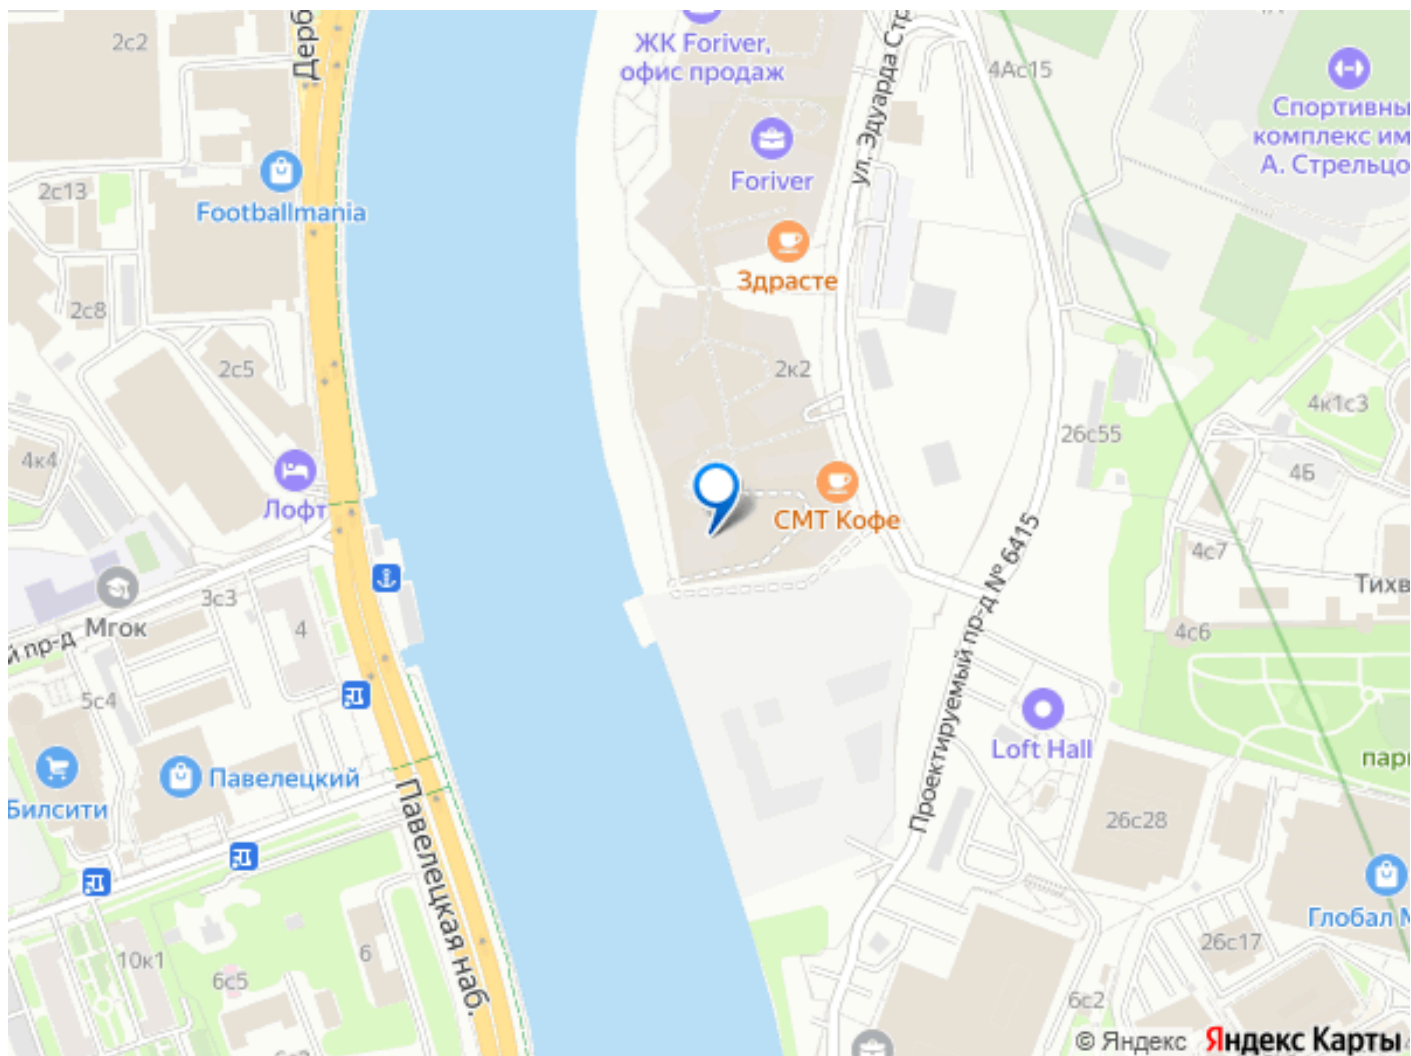 2с2
Дерб
ЖК Foriver,
офис продаж
ул. Эдуарда Стр
4Ас15
Спортивны
комплекс им
А. Стрельцо
Foriver
2с13
Footballmania
Здрасте
2с8
2с5
2к2
4к1с3
26с55
4к4
Лофт
4Б
СМТ Кофе
4с7
Проектируемый пр-д № 6415
Тихв
3с3
Мгок
4
й пр-д
4с6
5с4
Loft Hall
парк
Павелецкий
Билсити
26с28
Павелецкая наб.
Глобал М
10к1
6
6с5
26с17
6с2
© Яндекс Яндекс Карты